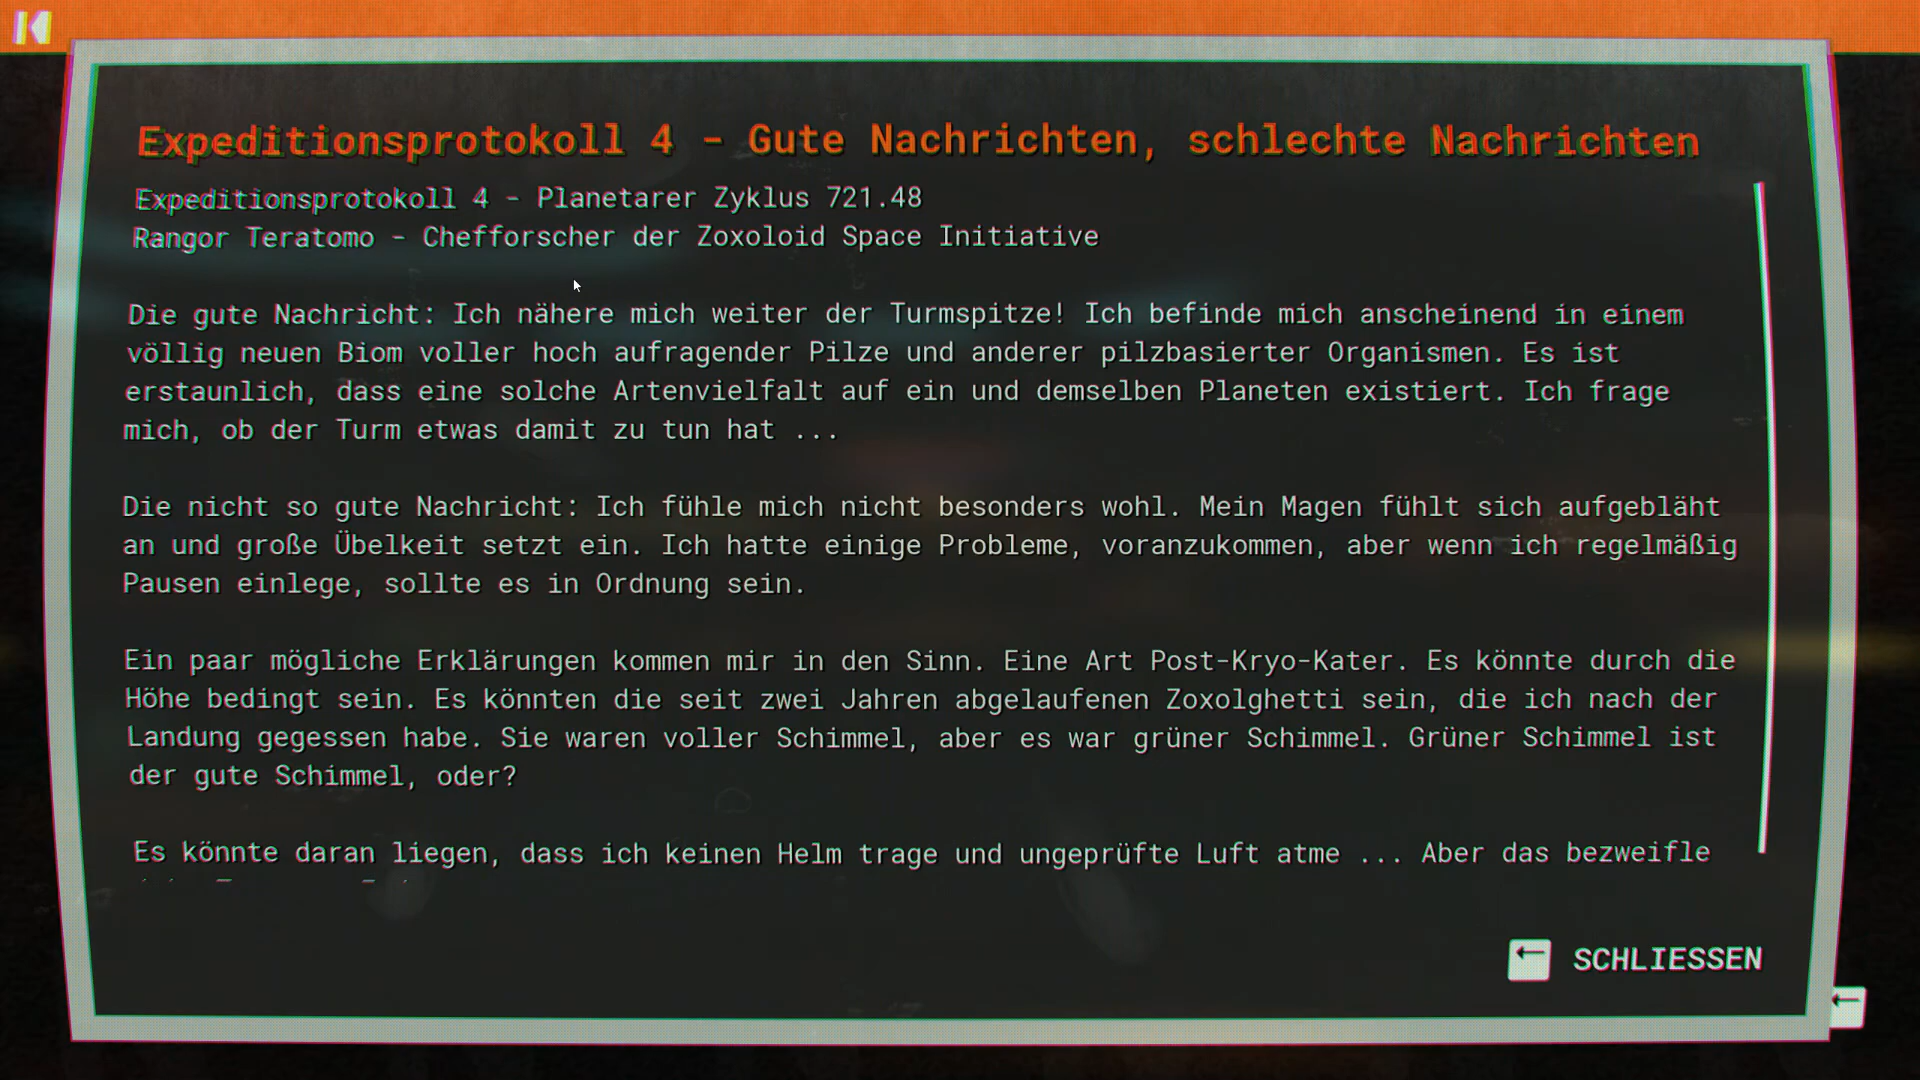 Expeditionsprotokoll 4 – Gute Nachrichten, schlechte Nachrichten
Expeditionsprotokoll 4 – Planetarer Zyklus 721.48
Rangor Teratomo – Chefforscher der Zoxoloid Space Initiative
Die gute Nachricht: Ich nähere mich weiter der Turmspitze! Ich befinde mich anscheinend in einem
völlig neuen Biom voller hoch aufragender Pilze und anderer pilzbasierter Organismen. Es ist
erstaunlich, dass eine solche Artenvielfalt auf ein und demselben Planeten existiert. Ich frage
mich, ob der Turm etwas damit zu tun hat ...
Die nicht so gute Nachricht: Ich fühle mich nicht besonders wohl. Mein Magen fühlt sich aufgebläht
an und große Übelkeit setzt ein. Ich hatte einige Probleme, voranzukommen, aber wenn ich regelmäßig
Pausen einlege, sollte es in Ordnung sein.
Ein paar mögliche Erklärungen kommen mir in den Sinn. Eine Art Post-Kryo-Kater. Es könnte durch die
Höhe bedingt sein. Es könnten die seit zwei Jahren abgelaufenen Zoxolghetti sein, die ich nach der
Landung gegessen habe. Sie waren voller Schimmel, aber es war grüner Schimmel. Grüner Schimmel ist
der gute Schimmel, oder?
Es könnte daran liegen, dass ich keinen Helm trage und ungeprüfte Luft atme ... Aber das bezweifle
SCHLIESSEN